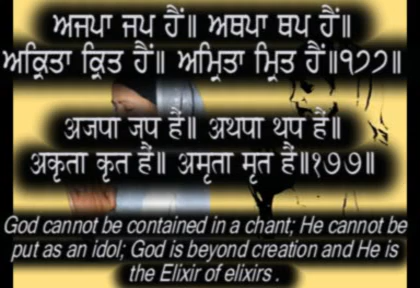 ਅਜਪਾ ਜਪ ਹੈਂ॥ ਅਥਪਾ ਥਪ ਹੈਂ॥
ਅਕ੍ਰਿਤਾ ਕ੍ਰਿਤ ਹੈਂ॥ ਅਮ੍ਰਿਤਾ ਮ੍ਰਿਤ ਹੈਂ॥੧੭੭॥
अजपा जप हैं॥ अथपा थप हैं॥
अकृता कृत हैं॥ अमृता मृत हैं॥१७७॥
God cannot be contained in a chant; He cannot be
put as an idol; God is beyond creation and He is
the Elixir of elixirs .